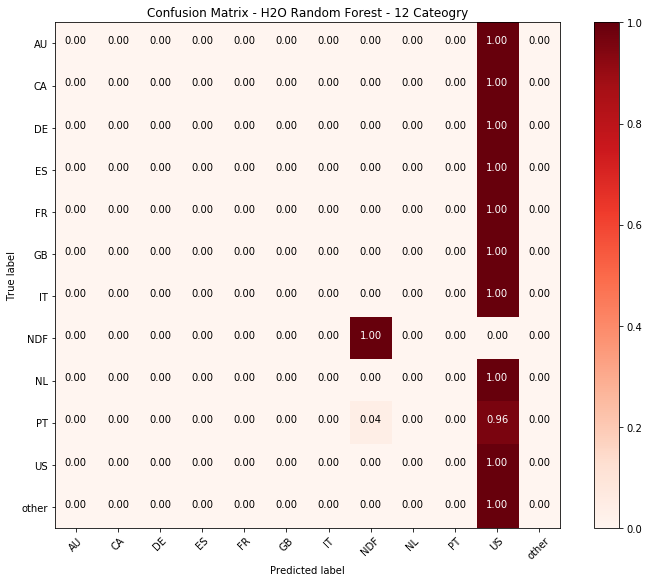 Confusion Matrix - H2O Random Forest - 12 Cateogry
AU 0.00 0.00 0.00 0.00 0.00 0.00 0.00 0.00 0.00 0.00 1.00 0.00
CA 0.00 0.00 0.00 0.00 0.00 0.00 0.00 0.00 0.00 0.00 1.00 0.00
DE 0.00 0.00 0.00 0.00 0.00 0.00 0.00 0.00 0.00 0.00 1.00 0.00
ES 0.00 0.00 0.00 0.00 0.00 0.00 0.00 0.00 0.00 0.00 1.00 0.00
FR 0.00 0.00 0.00 0.00 0.00 0.00 0.00 0.00 0.00 0.00 1.00 0.00
GB 0.00 0.00 0.00 0.00 0.00 0.00 0.00 0.00 0.00 0.00 1.00 0.00
IT 0.00 0.00 0.00 0.00 0.00 0.00 0.00 0.00 0.00 0.00 1.00 0.00
NDF 0.00 0.00 0.00 0.00 0.00 0.00 0.00 1.00 0.00 0.00 0.00 0.00
NL 0.00 0.00 0.00 0.00 0.00 0.00 0.00 0.00 0.00 0.00 1.00 0.00
PT 0.00 0.00 0.00 0.00 0.00 0.00 0.00 0.04 0.00 0.00 0.96 0.00
US 0.00 0.00 0.00 0.00 0.00 0.00 0.00 0.00 0.00 0.00 1.00 0.00
other 0.00 0.00 0.00 0.00 0.00 0.00 0.00 0.00 0.00 0.00 1.00 0.00
True label
AU CA DE ES FR GB IT NDF NL PT US other
Predicted label
1.0
0.8
0.6
0.4
0.2
0.0